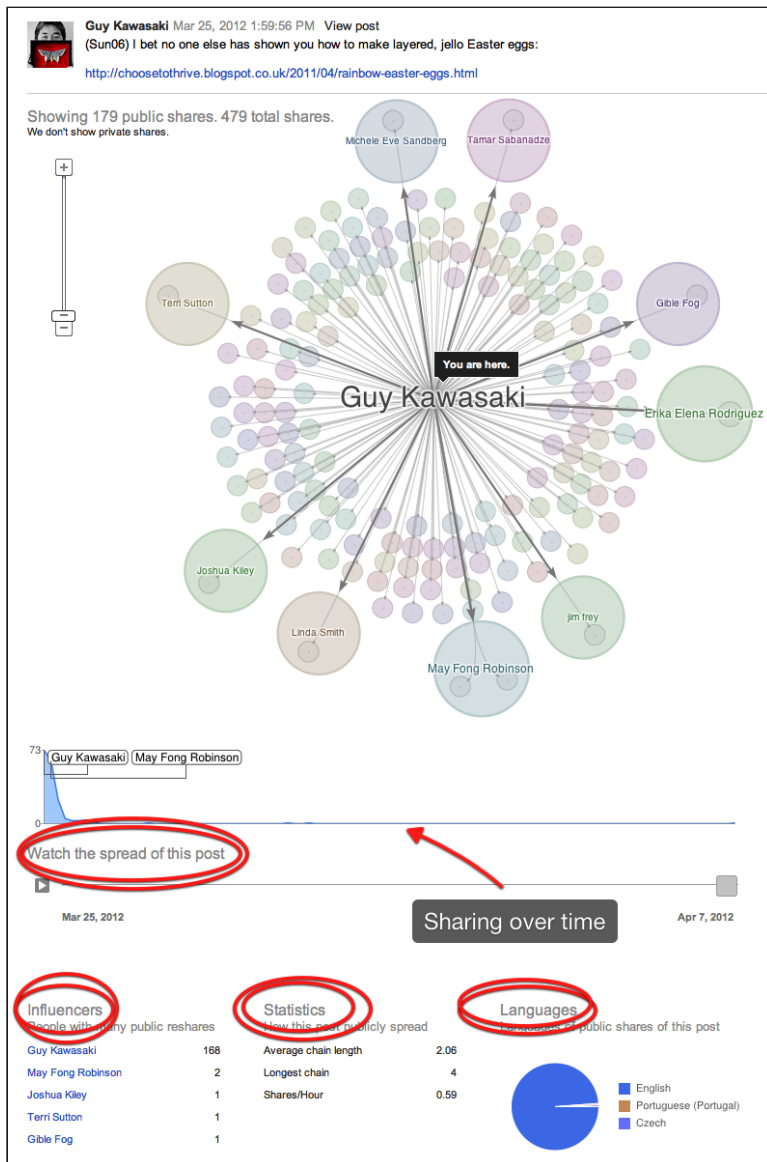 Guy Kawasaki Mar 25, 2012 1:59:56 PM View post
(Sun06) I bet no one else has shown you how to make layered, jello Easter eggs:
http://choosetothrive.blogspot.co.uk/2011/04/rainbow-easter-eggs.html
Showing 179 public shares. 479 total shares.
We don't show private shares.
Michele Eve Sandberg
Tamar Sabanadze
Terri Sutton
Gible Fog
You are here.
Guy Kawasaki
Erika Elena Rodriguez
Joshua Kiley
Linda Smith
jim frey
May Fong Robinson
73
Guy Kawasaki May Fong Robinson
0
Watch the spread of this post
Sharing over time
Mar 25, 2012 Apr 7, 2012
Influencers
People with many public reshares
Guy Kawasaki 168
May Fong Robinson 2
Joshua Kiley 1
Terri Sutton 1
Gible Fog 1
Statistics
How this post publicly spread
Average chain length 2.06
Longest chain 4
Shares/Hour 0.59
Languages
Languages of public shares of this post
English
Portuguese (Portugal)
Czech